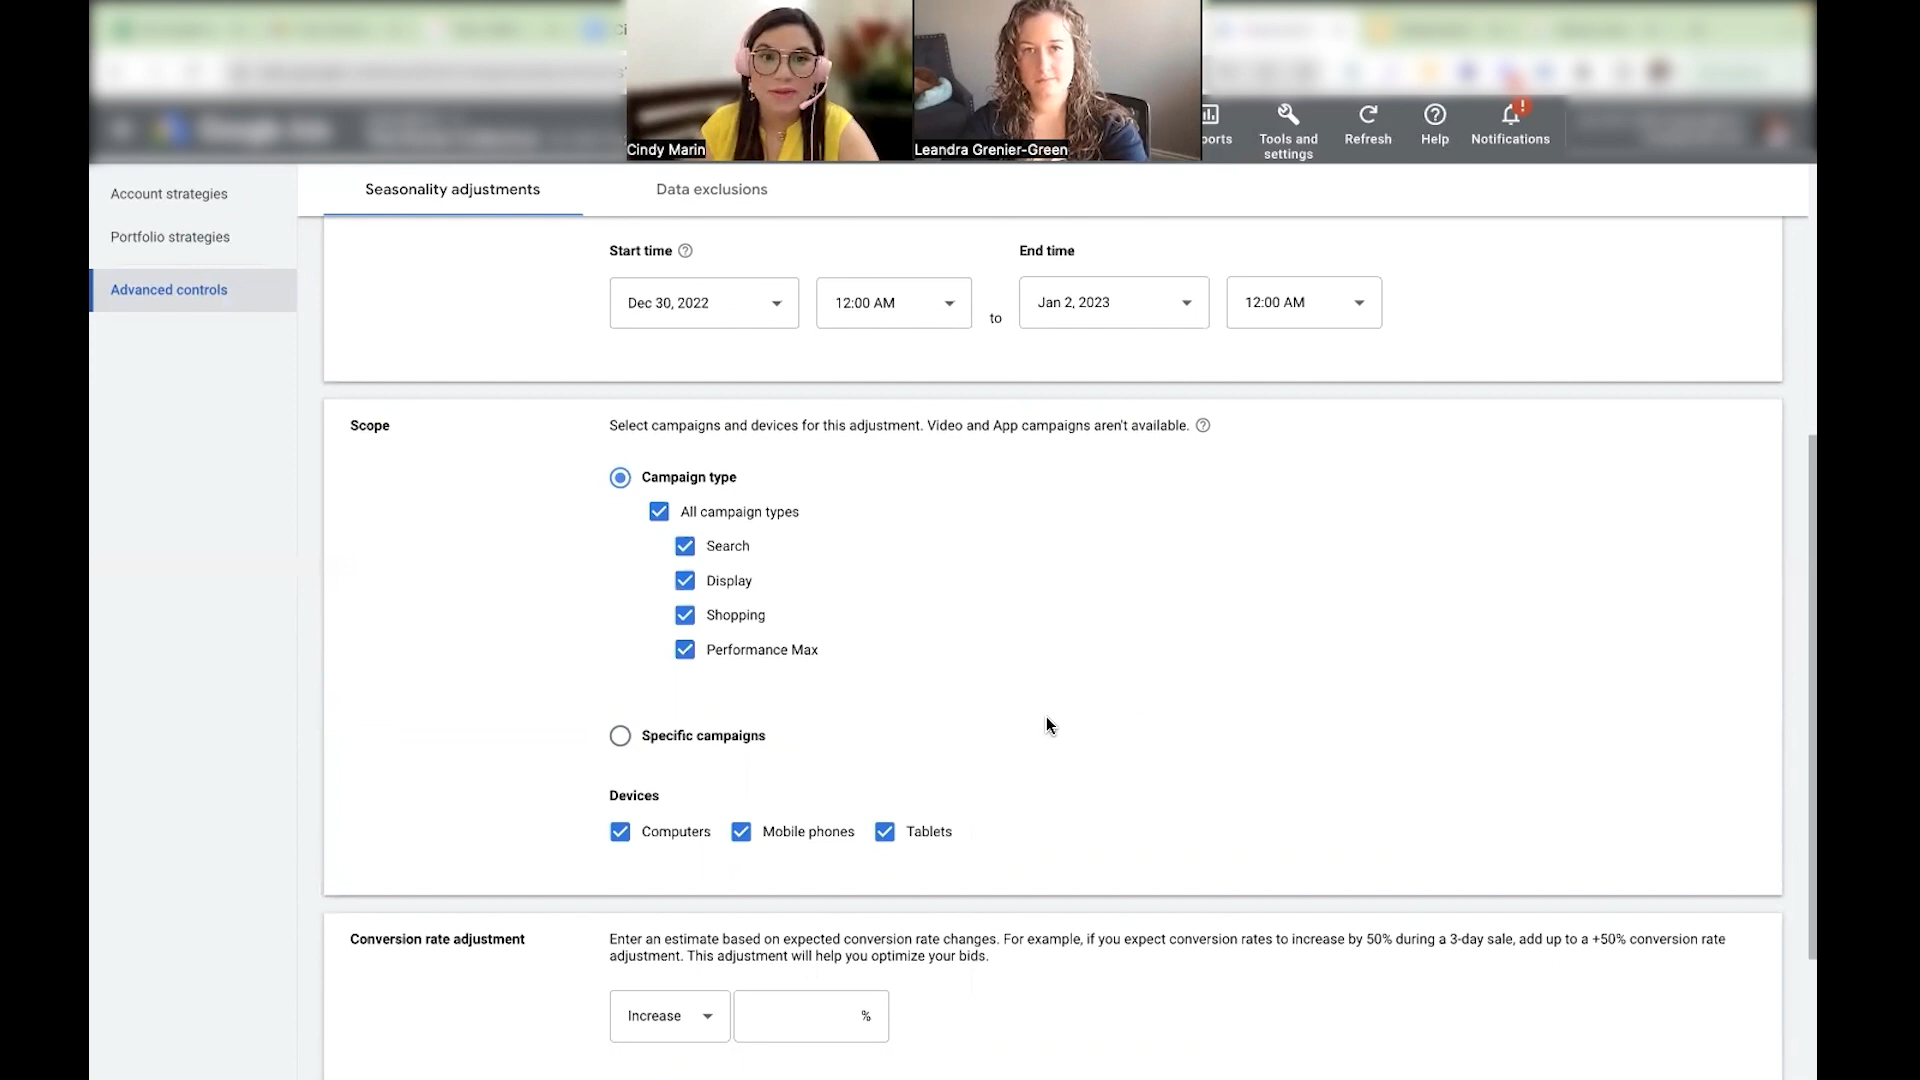 Cindy Marin
Leandra Grenier-Green
ports
Tools and
settings
Refresh
Help
Notifications
Account strategies
Portfolio strategies
Advanced controls
Seasonality adjustments
Data exclusions
Start time
End time
Dec 30, 2022
12:00 AM
to
Jan 2, 2023
12:00 AM
Scope
Select campaigns and devices for this adjustment. Video and App campaigns aren't available.
Campaign type
All campaign types
Search
Display
Shopping
Performance Max
Specific campaigns
Devices
Computers
Mobile phones
Tablets
Conversion rate adjustment
Enter an estimate based on expected conversion rate changes. For example, if you expect conversion rates to increase by 50% during a 3-day sale, add up to a +50% conversion rate
adjustment. This adjustment will help you optimize your bids.
Increase
%